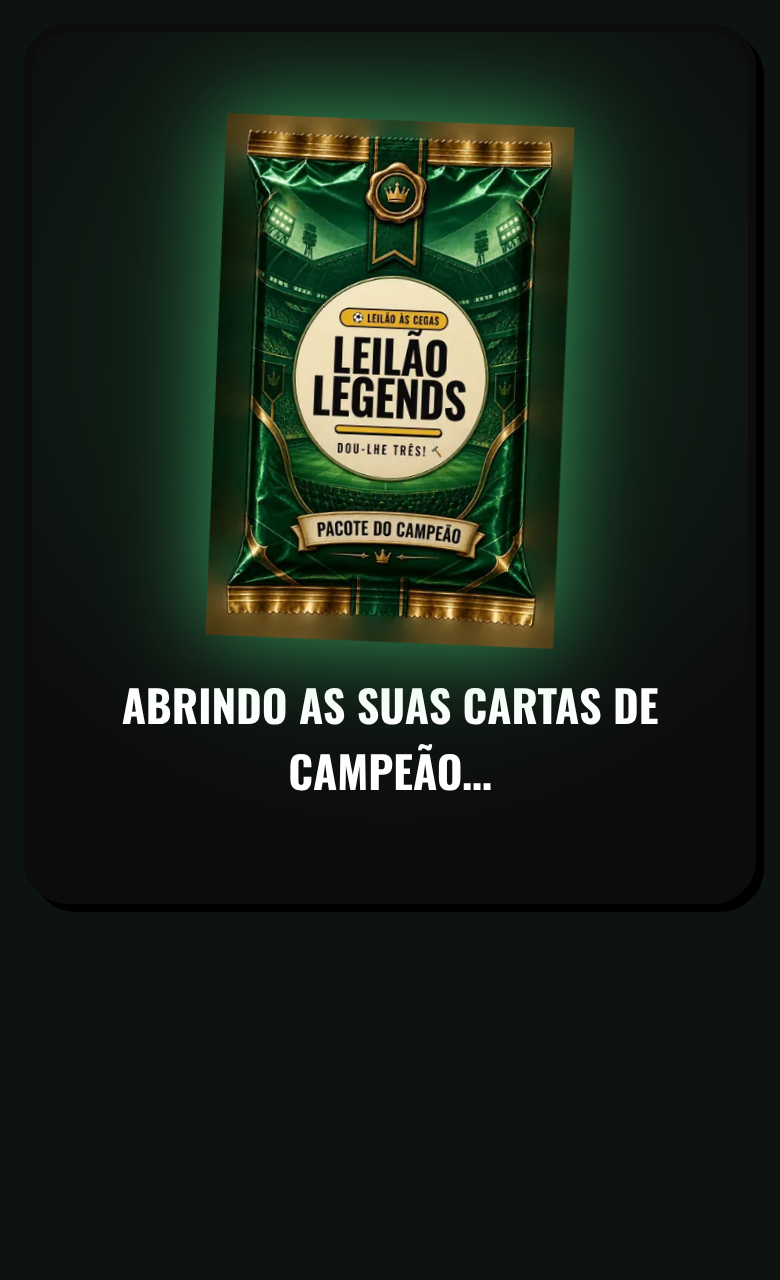 LEILÃO ÀS CEGAS
LEILÃO
LEGENDS
DOU-LHE TRÊS!
PACOTE DO CAMPEÃO
ABRINDO AS SUAS CARTAS DE
CAMPEÃO...